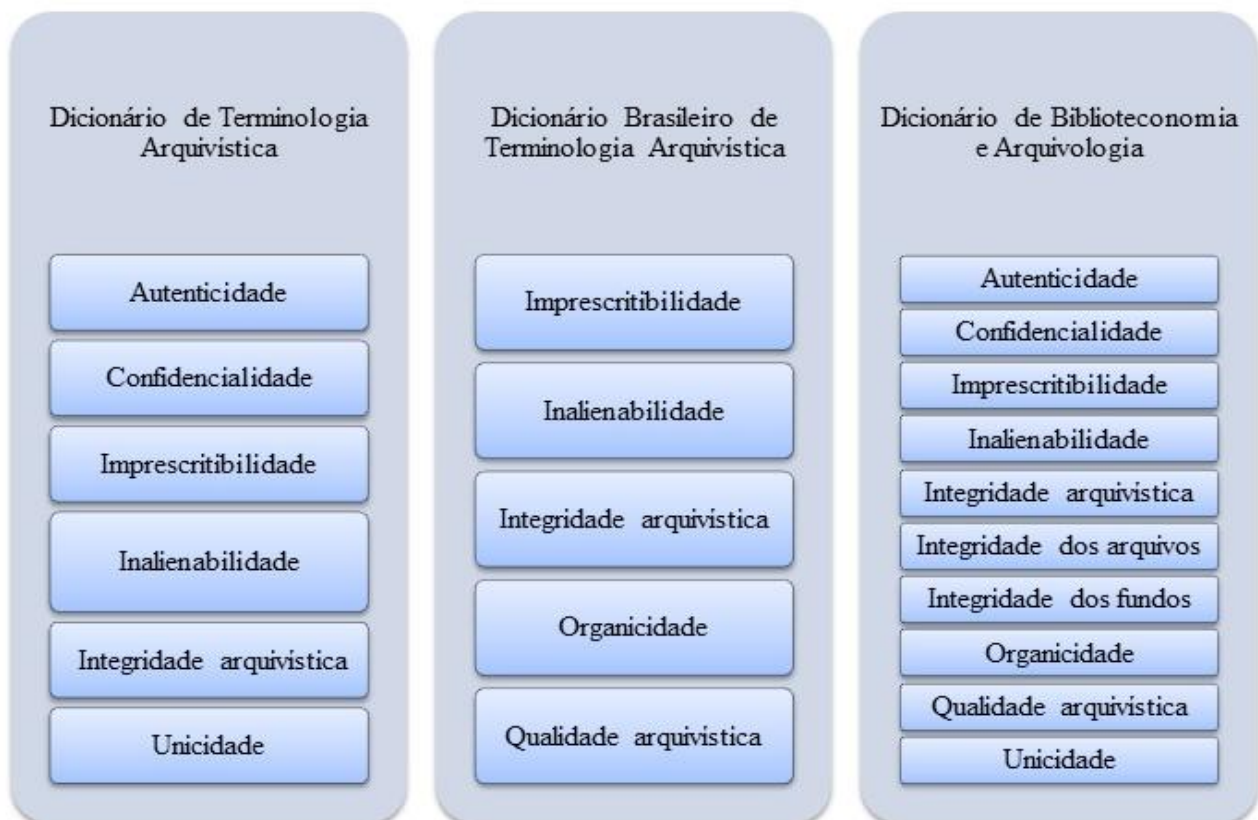 Dicionário de Terminologia
Arquivística
Autenticidade
Confidencialidade
Imprescritibilidade
Inalienabilidade
Integridade arquivística
Unicidade
Dicionário Brasileiro de
Terminologia Arquivística
Imprescritibilidade
Inalienabilidade
Integridade arquivística
Organicidade
Qualidade arquivística
Dicionário de Biblioteconomia
e Arquivologia
Autenticidade
Confidencialidade
Imprescritibilidade
Inalienabilidade
Integridade arquivística
Integridade dos arquivos
Integridade dos fundos
Organicidade
Qualidade arquivística
Unicidade